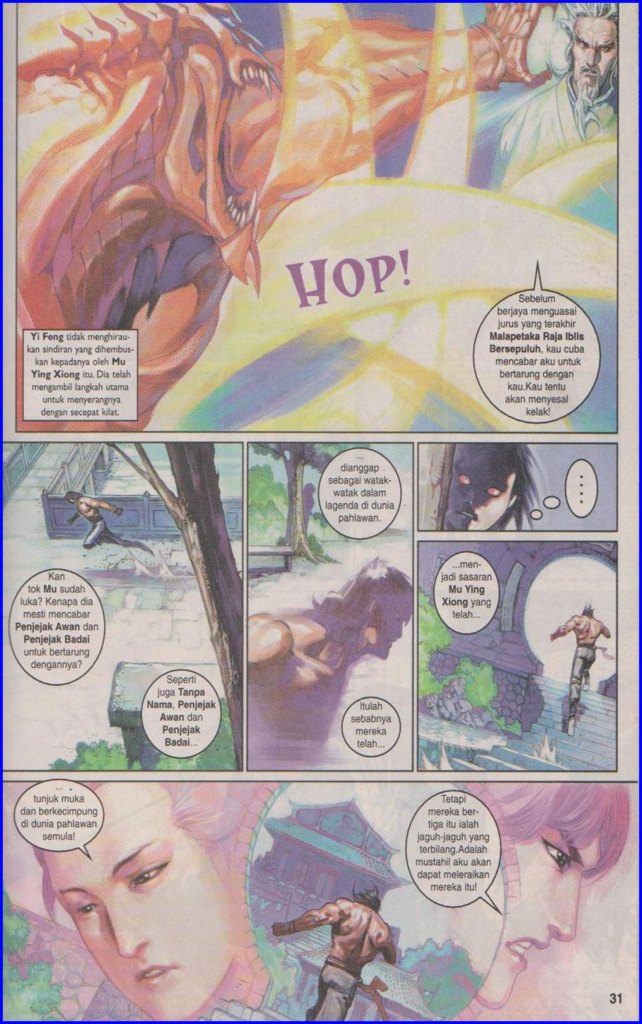 HOP!
Sebelum
berjaya menguasai
jurus yang terakhir
Malapetaka Raja Iblis
Bersepuluh, kau cuba
mencabar aku untuk
bertarung dengan
kau.Kau tentu
akan menyesal
kelak!
Yi Feng tidak menghirau-
kan sindiran yang dihembus-
kan kepadanya oleh Mu
Ying Xiong itu. Dia telah
mengambil langkah utama
untuk menyerangnya
dengan secepat kilat.
Kan
tok Mu sudah
luka? Kenapa dia
mesti mencabar
Penjejak Awan dan
Penjejak Badai
untuk bertarung
dengannya?
Seperti
juga Tanpa
Nama, Penjejak
Awan dan
Penjejak
Badai...
...
dianggap
sebagai watak-
watak dalam
lagenda di dunia
pahlawan.
Itulah
sebabnya
mereka
telah...
....
...men-
jadi sasaran
Mu Ying
Xiong yang
telah...
...
tunjuk muka
dan berkecimpung
di dunia pahlawan
semula!
Tetapi
mereka ber-
tiga itu ialah
jaguh-jaguh yang
terbilang.Adalah
mustahil aku akan
dapat meleraikan
mereka itu!
31